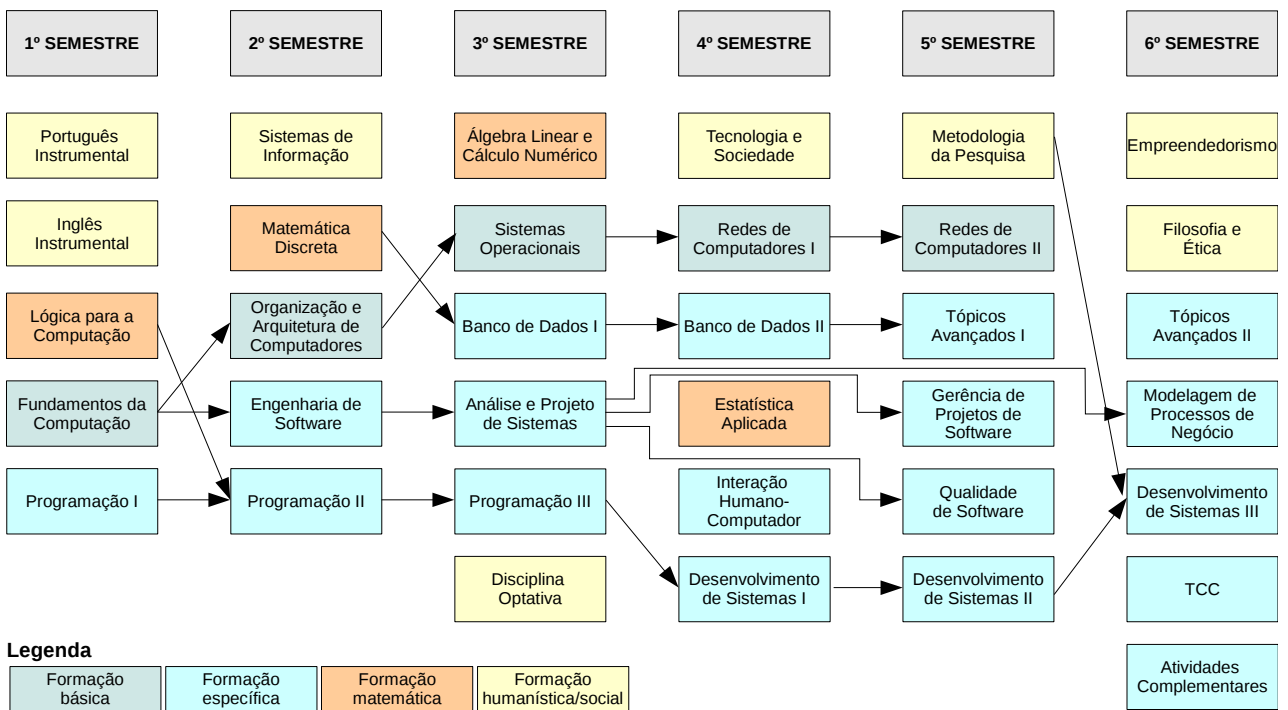 1º SEMESTRE
2º SEMESTRE
3º SEMESTRE
4º SEMESTRE
5º SEMESTRE
6º SEMESTRE
Português
Instrumental
Sistemas de
Informação
Álgebra Linear e
Cálculo Numérico
Tecnologia e
Sociedade
Metodologia
da Pesquisa
Empreendedorismo
Inglês
Instrumental
Matemática
Discreta
Sistemas
Operacionais
Redes de
Computadores I
Redes de
Computadores II
Filosofia e
Ética
Lógica para a
Computação
Organização e
Arquitetura de
Computadores
Banco de Dados I
Banco de Dados II
Tópicos
Avançados I
Tópicos
Avançados II
Fundamentos da
Computação
Engenharia de
Software
Análise e Projeto
de Sistemas
Estatística
Aplicada
Gerência de
Projetos de
Software
Modelagem de
Processos de
Negócio
Programação I
Programação II
Programação III
Interação
Humano-
Computador
Qualidade
de Software
Desenvolvimento
de Sistemas III
Disciplina
Optativa
Desenvolvimento
de Sistemas I
Desenvolvimento
de Sistemas II
TCC
Atividades
Complementares
Legenda
Formação
básica
Formação
específica
Formação
matemática
Formação
humanística/social